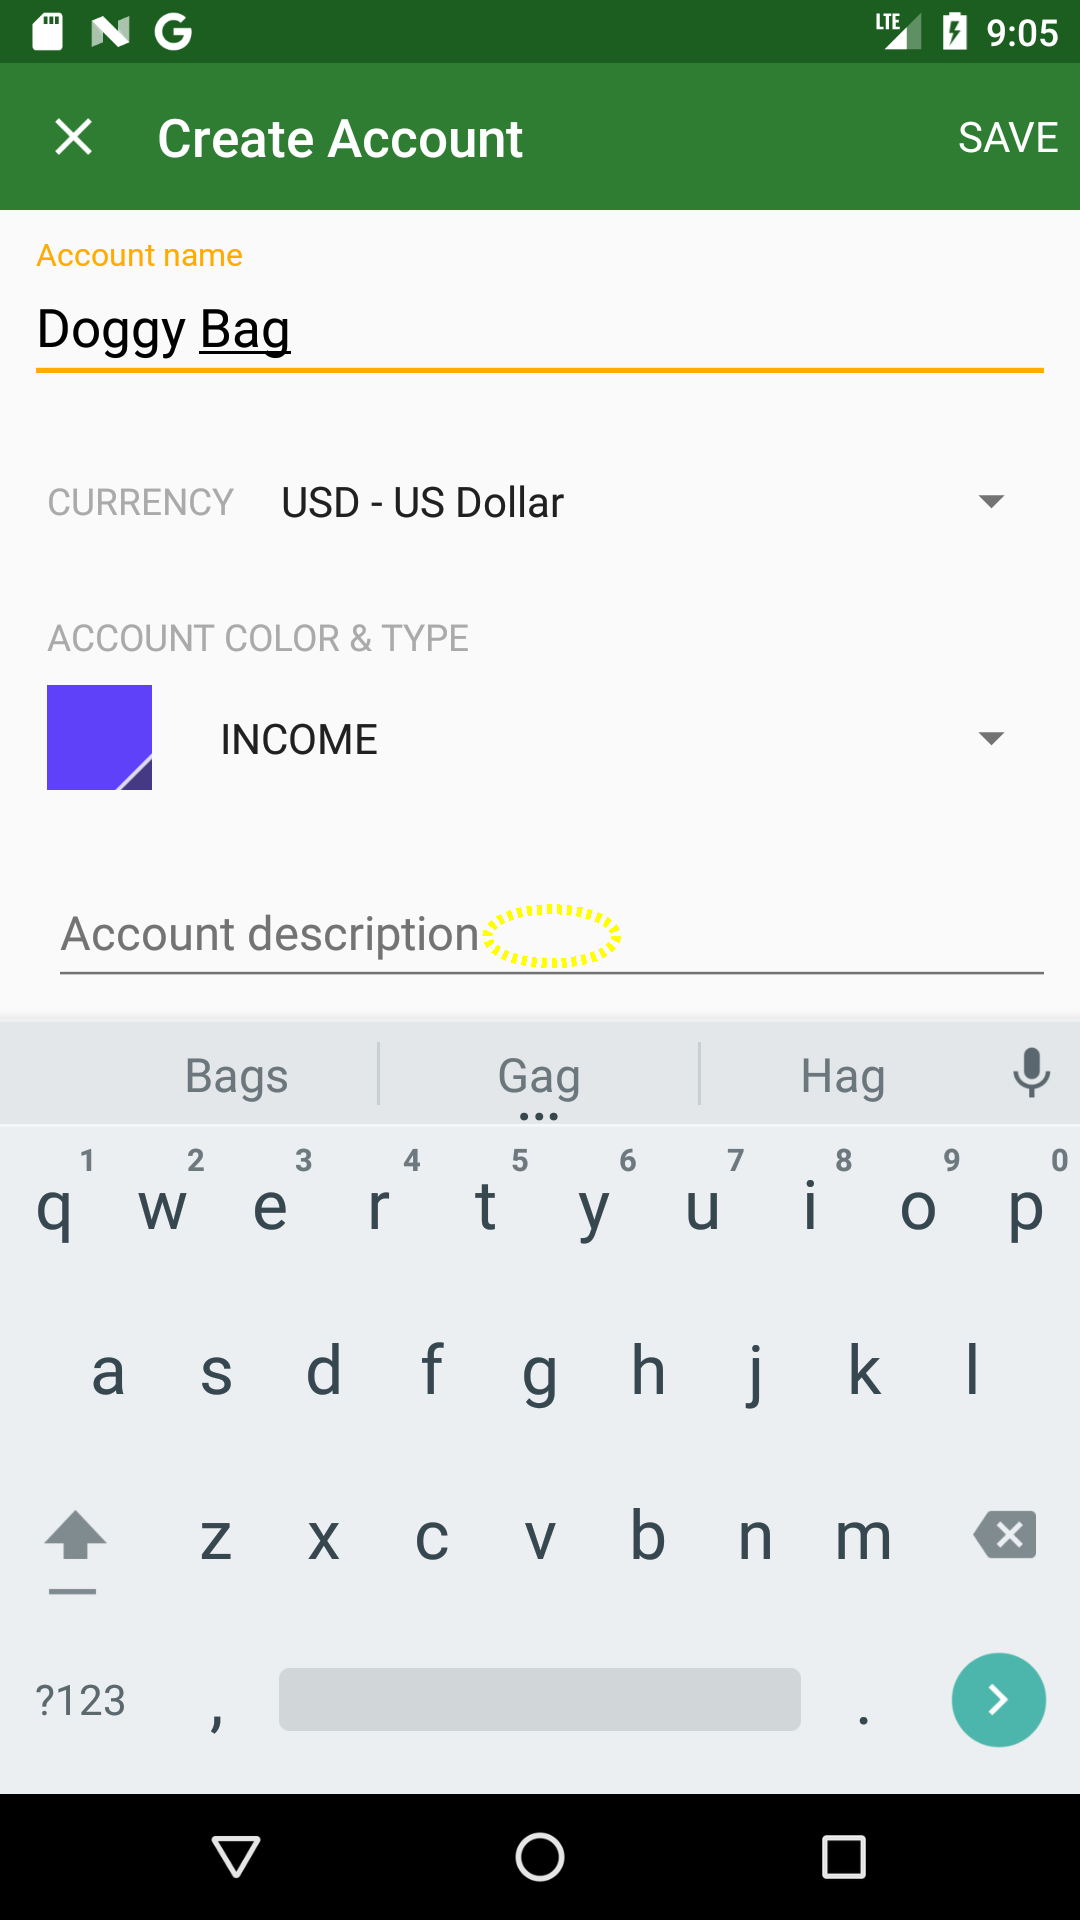 LTE 9:05
Create Account SAVE
Account name
Doggy Bag
CURRENCY USD - US Dollar
ACCOUNT COLOR & TYPE
INCOME
Account description
Bags Gag Hag
1 2 3 4 5 6 7 8 9 0
q w e r t y u i o p
a s d f g h j k l
z x c v b n m
?123 , .